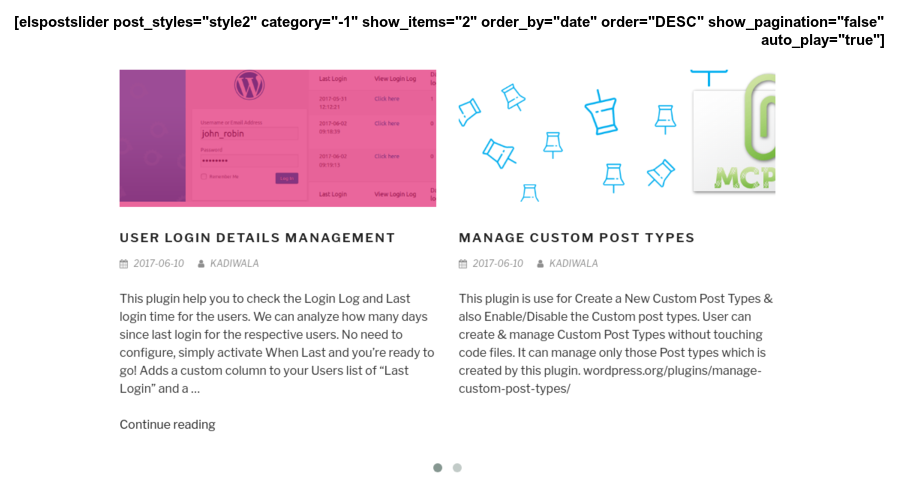 [elspostslider post_styles="style2" category="-1" show_items="2" order_by="date" order="DESC" show_pagination="false"
auto_play="true"]
Last Login View Login Log
2017-03-31 Click here 1
10:13:21
Username or Email Address
john_robin
2017-06-02 Click here 0
09:18:39
Password
••••••••
2017-06-02 Click here 0
09:19:13
Remember Me Log In
Last Login View Login Log
MCP
USER LOGIN DETAILS MANAGEMENT
2017-06-10 KADIWALA
This plugin help you to check the Login Log and Last
login time for the users. We can analyze how many days
since last login for the respective users. No need to
configure, simply activate When Last and you're ready to
go! Adds a custom column to your Users list of “Last
Login” and a ...
Continue reading
MANAGE CUSTOM POST TYPES
2017-06-10 KADIWALA
This plugin is use for Create a New Custom Post Types &
also Enable/Disable the Custom post types. User can
create & manage Custom Post Types without touching
code files. It can manage only those Post types which is
created by this plugin. wordpress.org/plugins/manage-
custom-post-types/